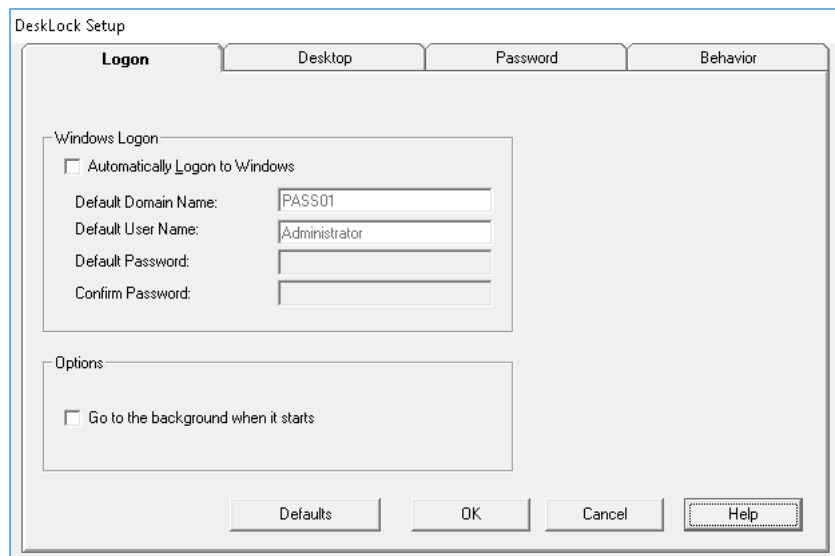 DeskLock Setup
Logon Desktop Password Behavior
Windows Logon
Automatically Logon to Windows
Default Domain Name: PASS01
Default User Name: Administrator
Default Password:
Confirm Password:
Options
Go to the background when it starts
Defaults OK Cancel Help